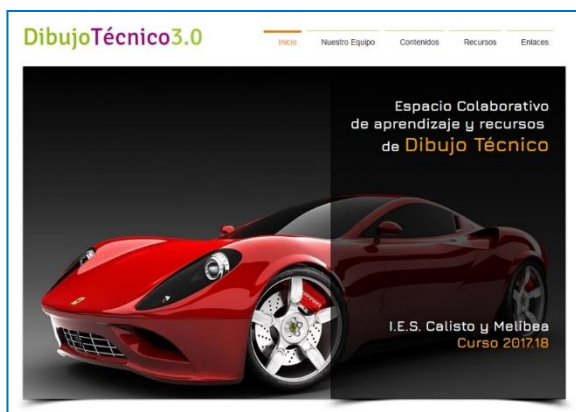 DibujoTécnico3.0
Inicio Nuestro Equipo Contenidos Recursos Enlaces
Espacio Colaborativo
de aprendizaje y recursos
de Dibujo Técnico
I.E.S. Calisto y Melibea
Curso 2017.18